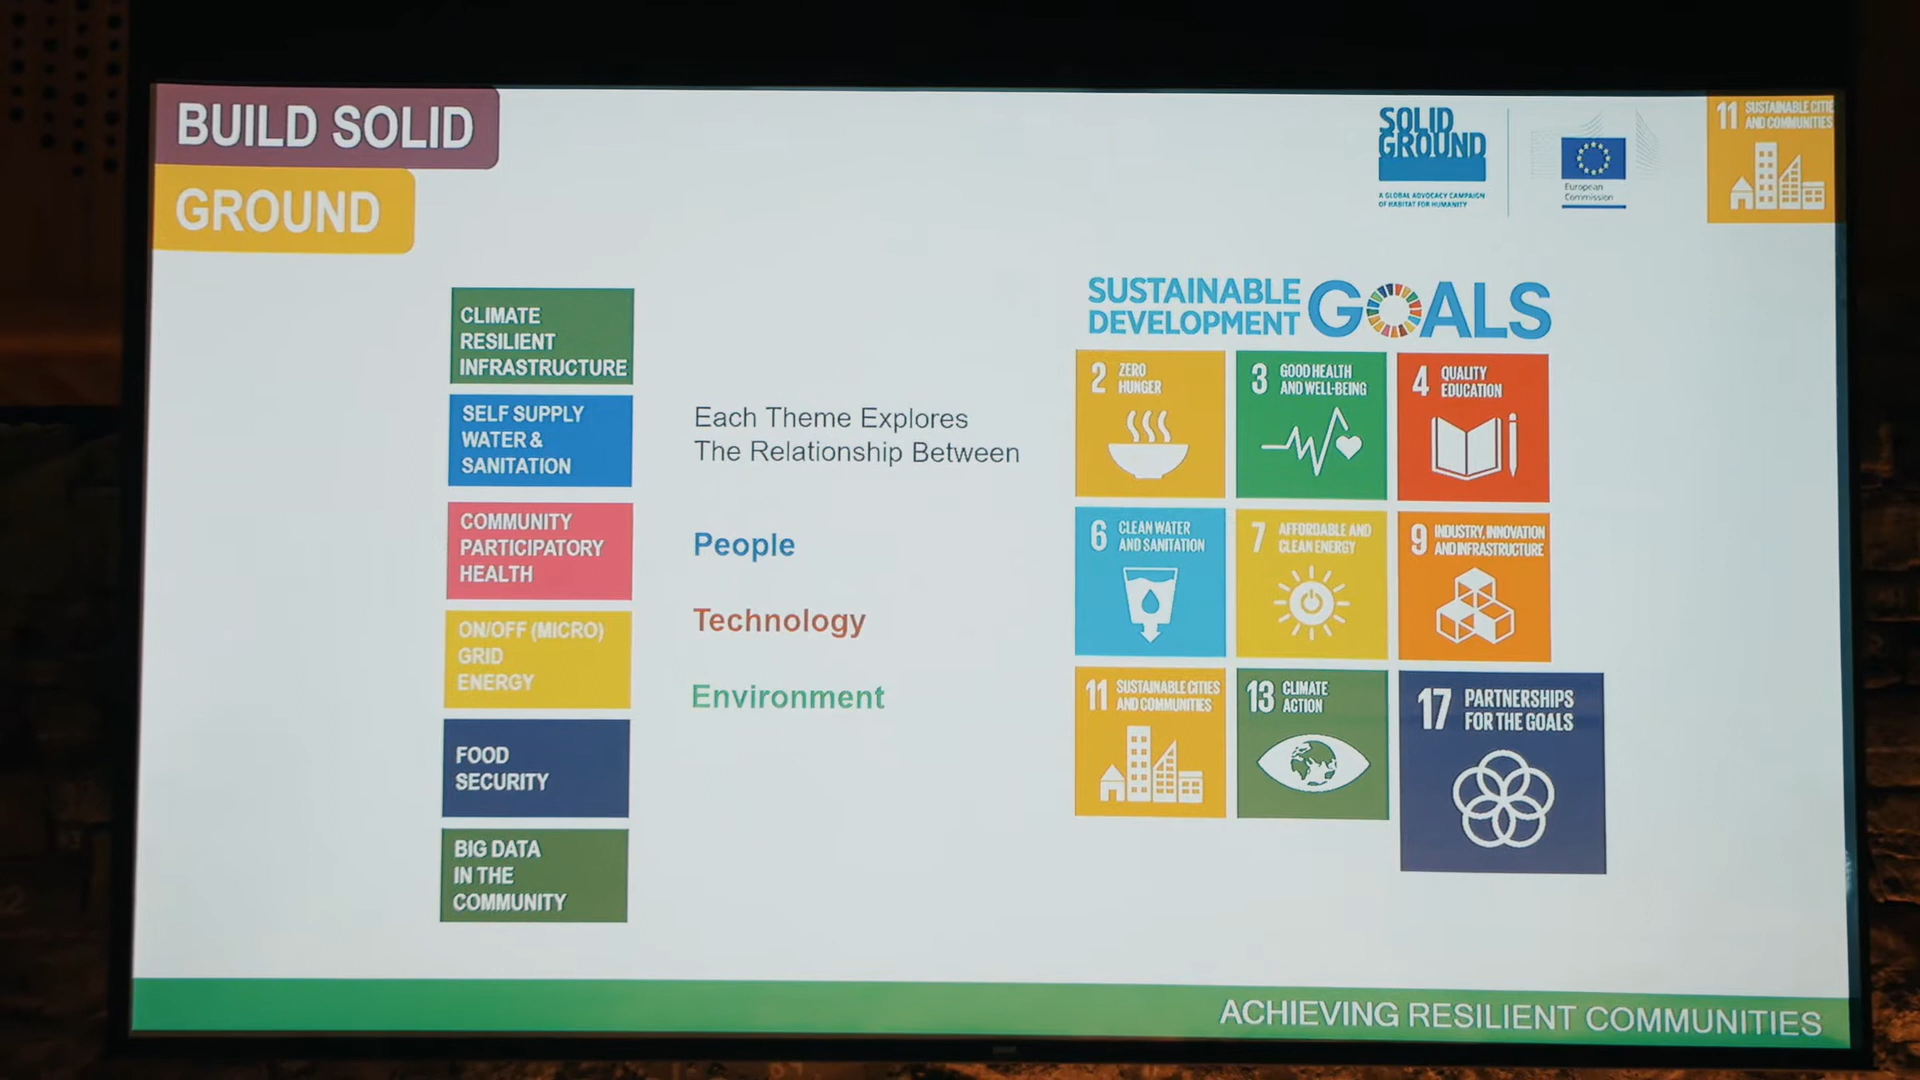 BUILD SOLID
GROUND
SOLID
GROUND
A GLOBAL ADVOCACY CAMPAIGN
OF HABITAT FOR HUMANITY
European
Commission
11 SUSTAINABLE CITIE
AND COMMUNITIES
CLIMATE
RESILIENT
INFRASTRUCTURE
SELF SUPPLY
WATER &
SANITATION
COMMUNITY
PARTICIPATORY
HEALTH
ON/OFF (MICRO)
GRID
ENERGY
FOOD
SECURITY
BIG DATA
IN THE
COMMUNITY
Each Theme Explores
The Relationship Between
People
Technology
Environment
SUSTAINABLE
DEVELOPMENT
GOALS
2 ZERO
HUNGER
3 GOOD HEALTH
AND WELL-BEING
4 QUALITY
EDUCATION
6 CLEAN WATER
AND SANITATION
7 AFFORDABLE AND
CLEAN ENERGY
9 INDUSTRY, INNOVATION
AND INFRASTRUCTURE
11 SUSTAINABLE CITIES
AND COMMUNITIES
13 CLIMATE
ACTION
17 PARTNERSHIPS
FOR THE GOALS
ACHIEVING RESILIENT COMMUNITIES